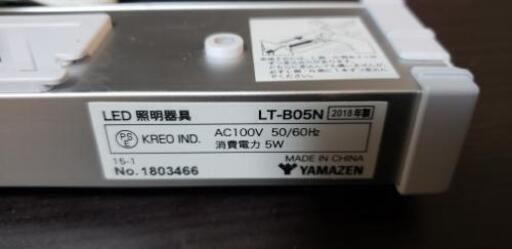 LED 照明器具
LT-B05N 2018年製
PS
E
KREO IND.
AC100V 50/60Hz
消費電力 5W
15-1
No.1803466
MADE IN CHINA
YAMAZEN